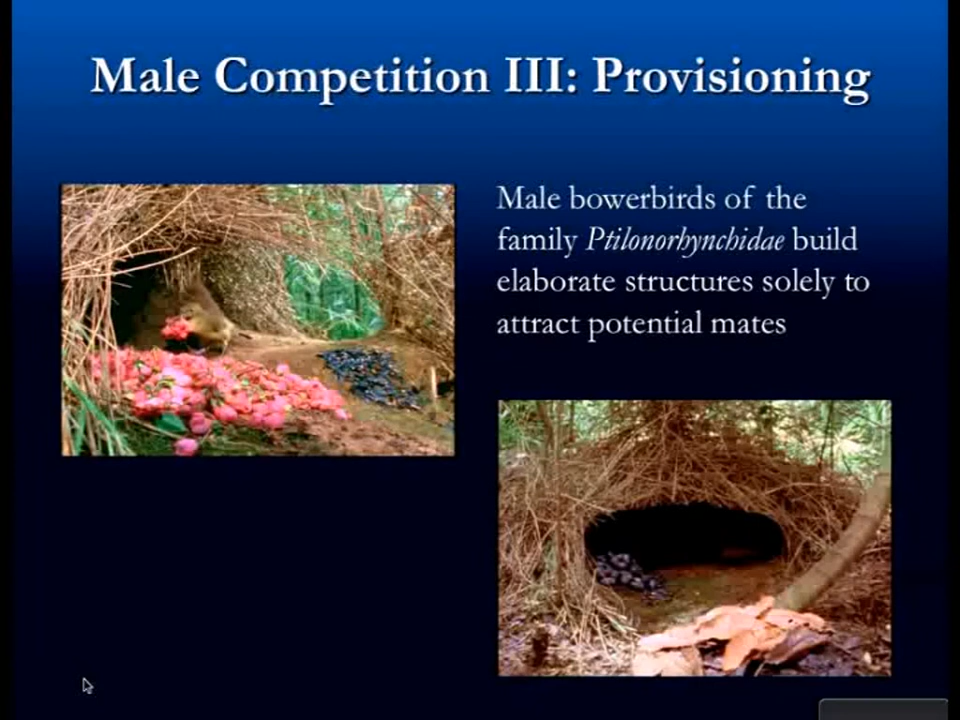 Male Competition III: Provisioning
Male bowerbirds of the
family Ptilonorhynchidae build
elaborate structures solely to
attract potential mates